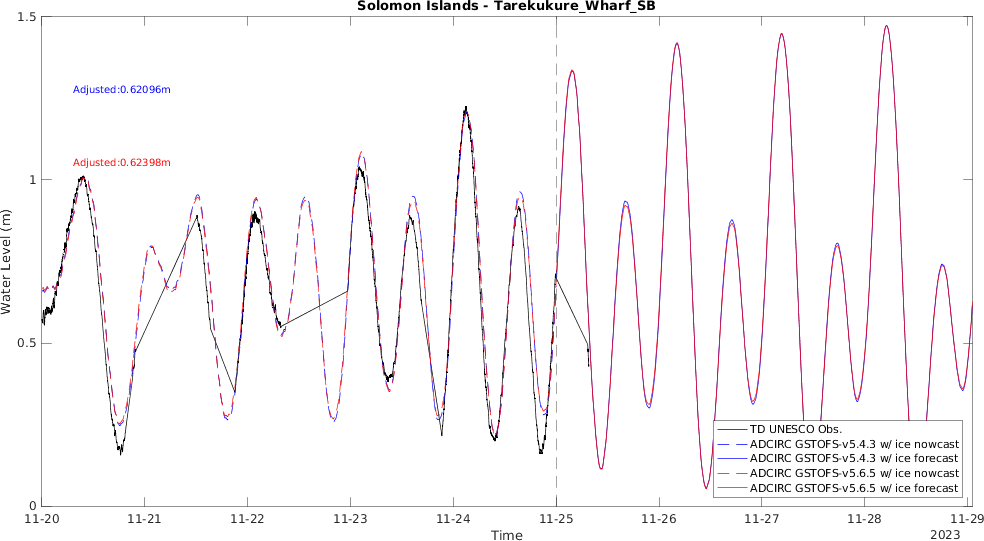 Solomon Islands - Tarekukure_Wharf_SB
1.5
Adjusted:0.62096m
Adjusted:0.62398m
1
0.5
0
Water Level (m)
TD UNESCO Obs.
ADCIRC GSTOFS-v5.4.3 w/ ice nowcast
ADCIRC GSTOFS-v5.4.3 w/ ice forecast
ADCIRC GSTOFS-v5.6.5 w/ ice nowcast
ADCIRC GSTOFS-v5.6.5 w/ ice forecast
11-20 11-21 11-22 11-23 11-24 11-25 11-26 11-27 11-28 11-29
Time
2023